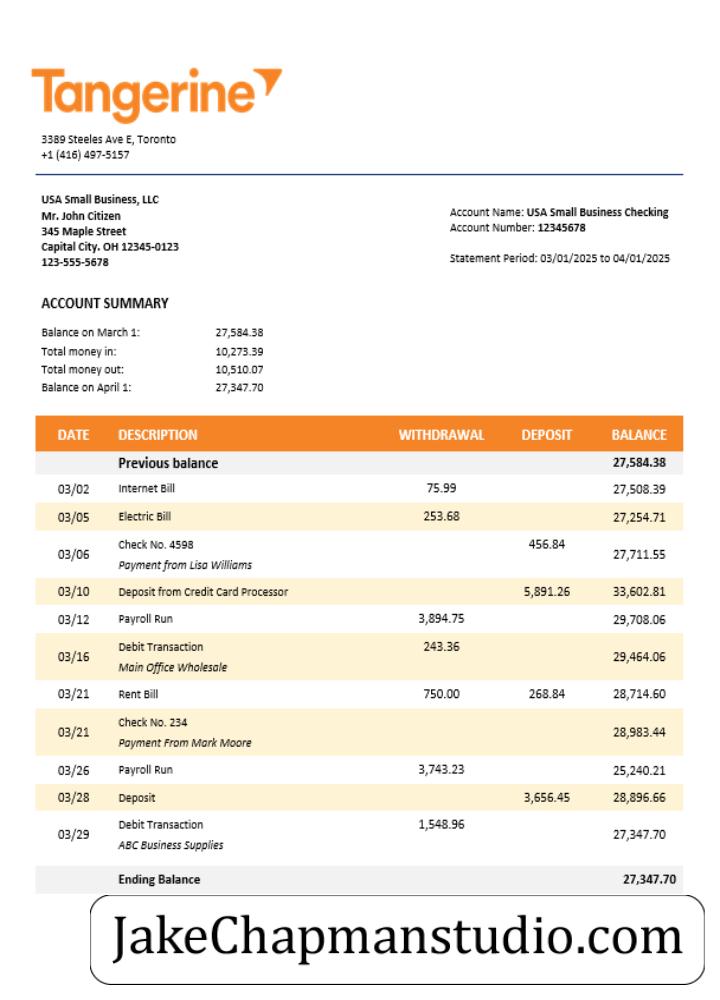 Tangerine
3389 Steeles Ave E, Toronto
+1 (416) 497-5157
USA Small Business, LLC
Mr. John Citizen
345 Maple Street
Capital City. OH 12345-0123
123-555-5678
Account Name: USA Small Business Checking
Account Number: 12345678
Statement Period: 03/01/2025 to 04/01/2025
ACCOUNT SUMMARY
Balance on March 1: 27,584.38
Total money in: 10,273.39
Total money out: 10,510.07
Balance on April 1: 27,347.70
DATE DESCRIPTION WITHDRAWAL DEPOSIT BALANCE
Previous balance 27,584.38
03/02 Internet Bill 75.99 27,508.39
03/05 Electric Bill 253.68 27,254.71
03/06 Check No. 4598 456.84 27,711.55
Payment from Lisa Williams
03/10 Deposit from Credit Card Processor 5,891.26 33,602.81
03/12 Payroll Run 3,894.75 29,708.06
03/16 Debit Transaction 243.36 29,464.06
Main Office Wholesale
03/21 Rent Bill 750.00 268.84 28,714.60
03/21 Check No. 234 28,983.44
Payment From Mark Moore
03/26 Payroll Run 3,743.23 25,240.21
03/28 Deposit 3,656.45 28,896.66
03/29 Debit Transaction 1,548.96 27,347.70
ABC Business Supplies
Ending Balance 27,347.70
JakeChapmanstudio.com